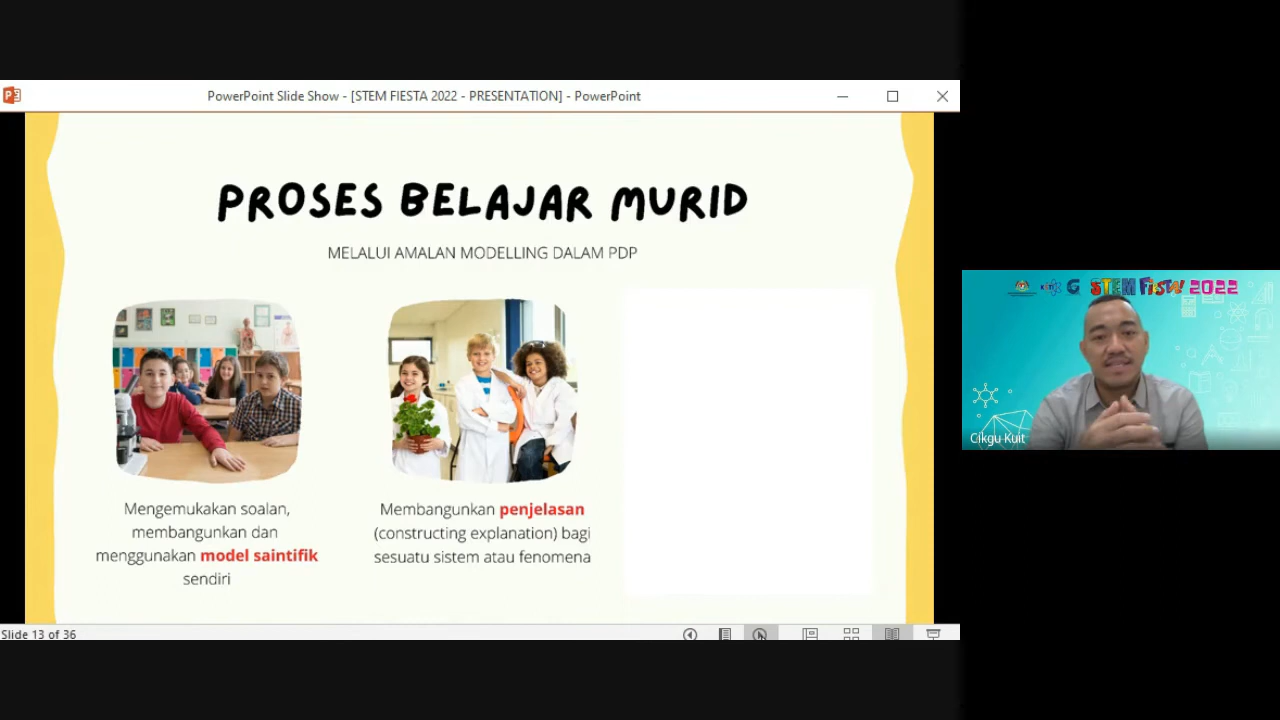 PowerPoint Slide Show - [STEM FIESTA 2022 - PRESENTATION] - PowerPoint
PROSES BELAJAR MURID
MELALUI AMALAN MODELLING DALAM PDP
Mengemukakan soalan,
membangunkan dan
menggunakan model saintifik
sendiri
Membangunkan penjelasan
(constructing explanation) bagi
sesuatu sistem atau fenomena
Slide 13 of 36
2022
Cikgu Kuit